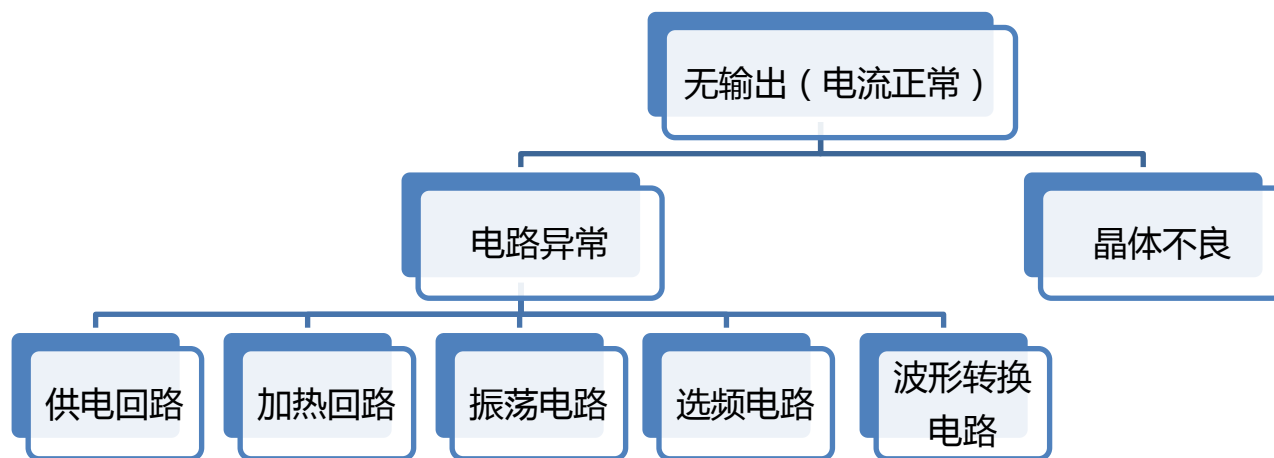 无输出（电流正常）
电路异常
晶体不良
供电回路
加热回路
振荡电路
选频电路
波形转换
电路